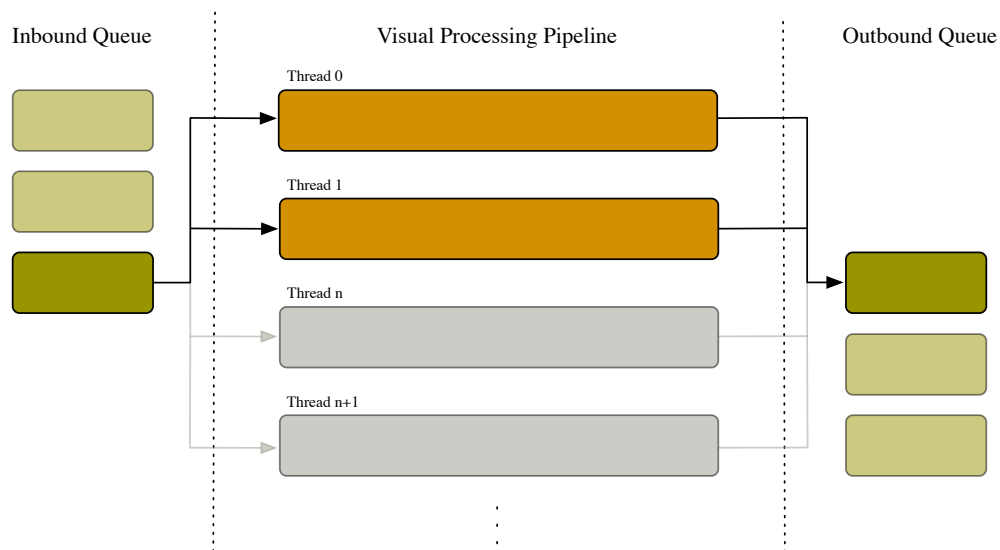 Inbound Queue
Visual Processing Pipeline
Outbound Queue
Thread 0
Thread 1
Thread n
Thread n+1